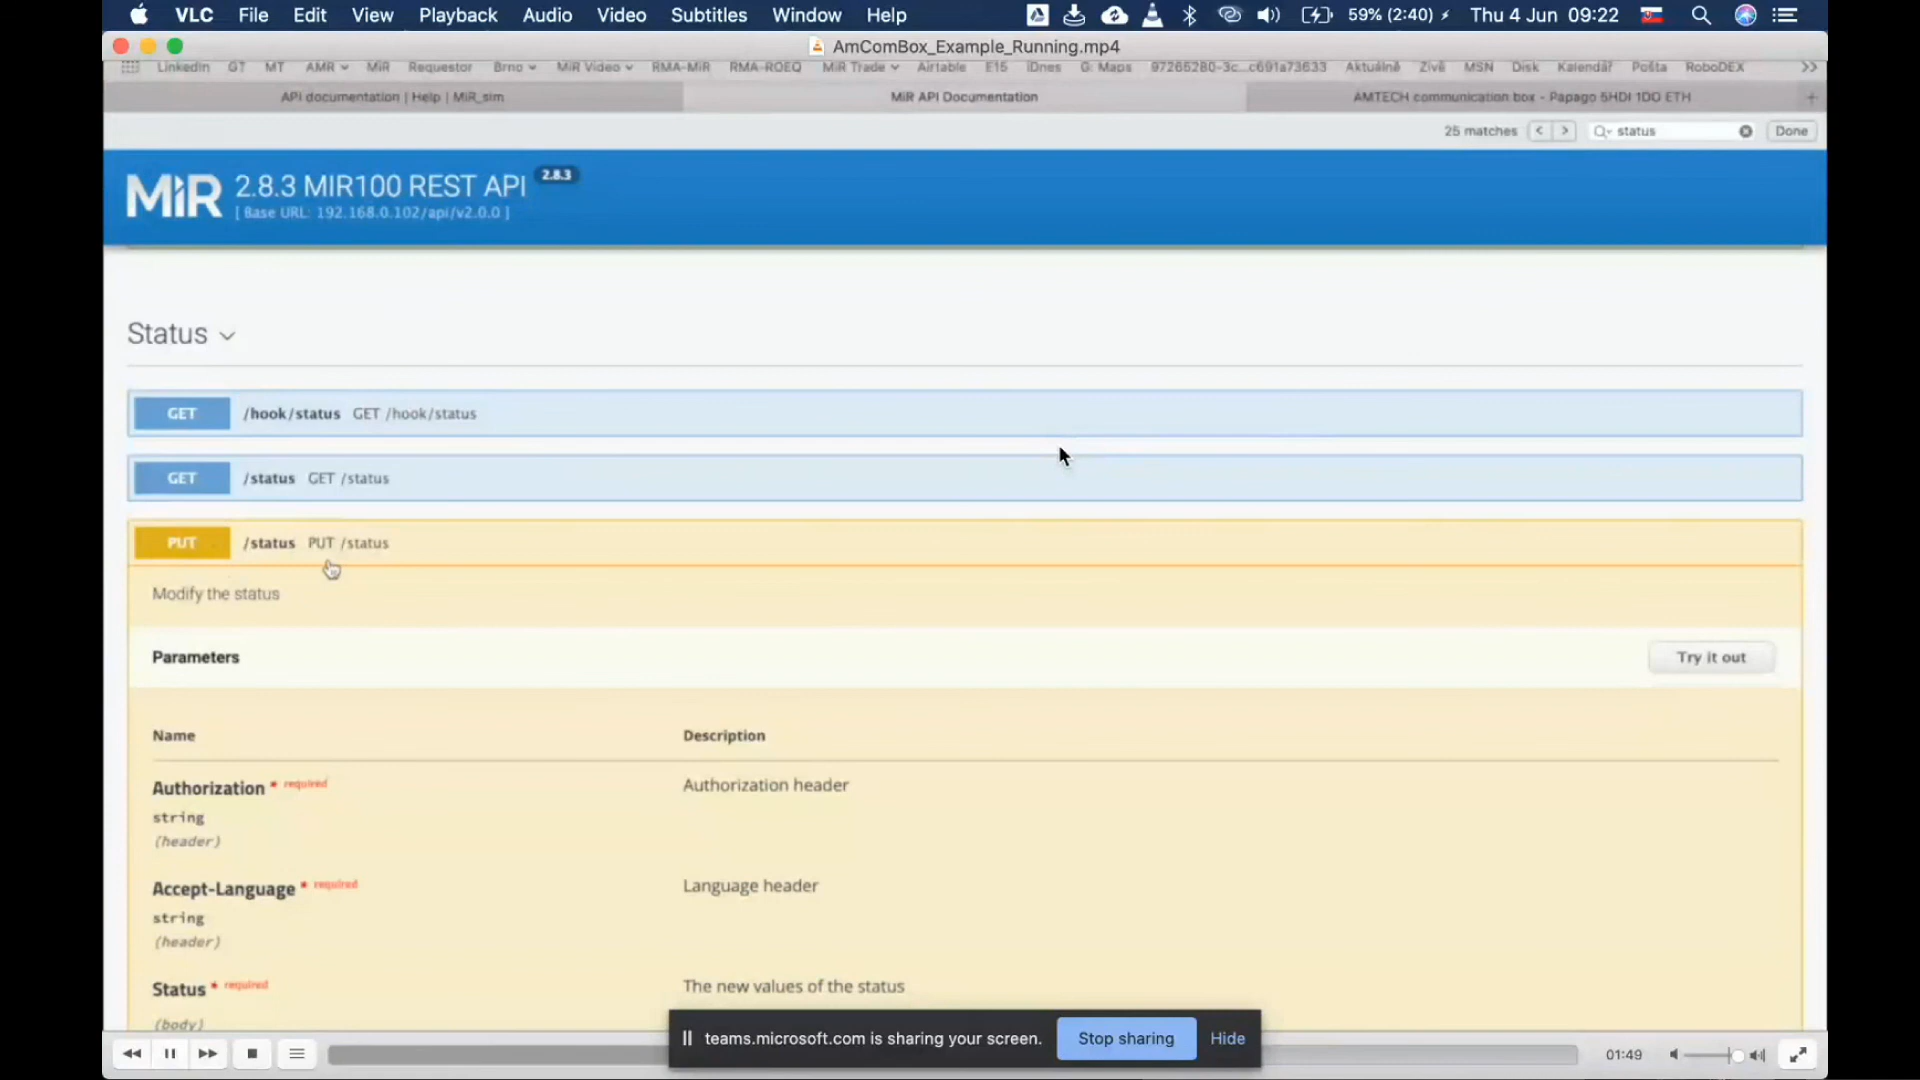 VLC File Edit View Playback Audio Video Subtitles Window Help 59% (2:40) Thu 4 Jun 09:22
AmComBox_Example_Running.mp4
LinkedIn GT MT AMR MiR Requestor Brno MiR Video RMA-MiR RMA-ROEQ MiR Trade Airtable E15 iDnes G. Maps 97265280-3c...c691a73633 Aktuálně Živě MSN Disk Kalendář Pošta RoboDEX >>
API documentation | Help | MiR_sim MiR API Documentation AMTECH communication box - Papago 5HDI 1DO ETH +
25 matches < > status Done
MiR 2.8.3 MIR100 REST API 2.8.3
[ Base URL: 192.168.0.102/api/v2.0.0 ]
Status
GET /hook/status GET /hook/status
GET /status GET /status
PUT /status PUT /status
Modify the status
Parameters Try it out
Name Description
Authorization * required Authorization header
string
(header)
Accept-Language * required Language header
string
(header)
Status * required The new values of the status
(body)
teams.microsoft.com is sharing your screen. Stop sharing Hide
01:49